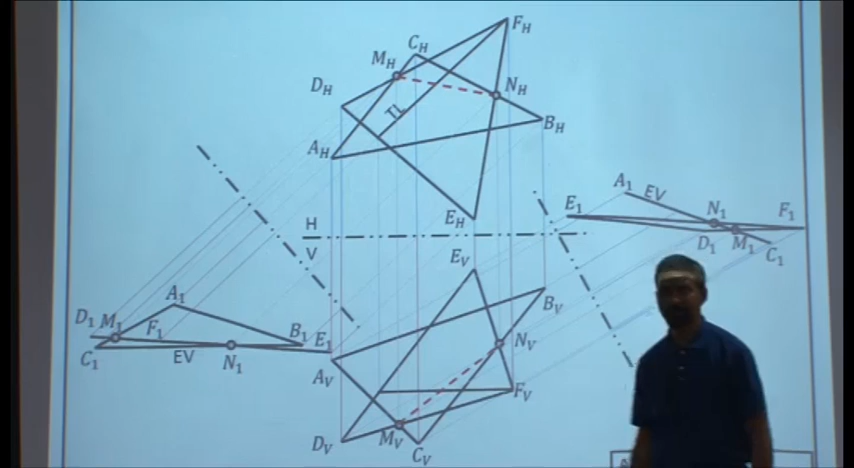 F_H
C_H
M_H
D_H
N_H
TL
B_H
A_H
E_H
A_1
EV
E_1
N_1
F_1
D_1
M_1
C_1
H
V
E_V
B_V
A_1
D_1
M_1
F_1
B_1
E_1
C_1
EV
N_1
N_V
A_V
F_V
M_V
D_V
C_V